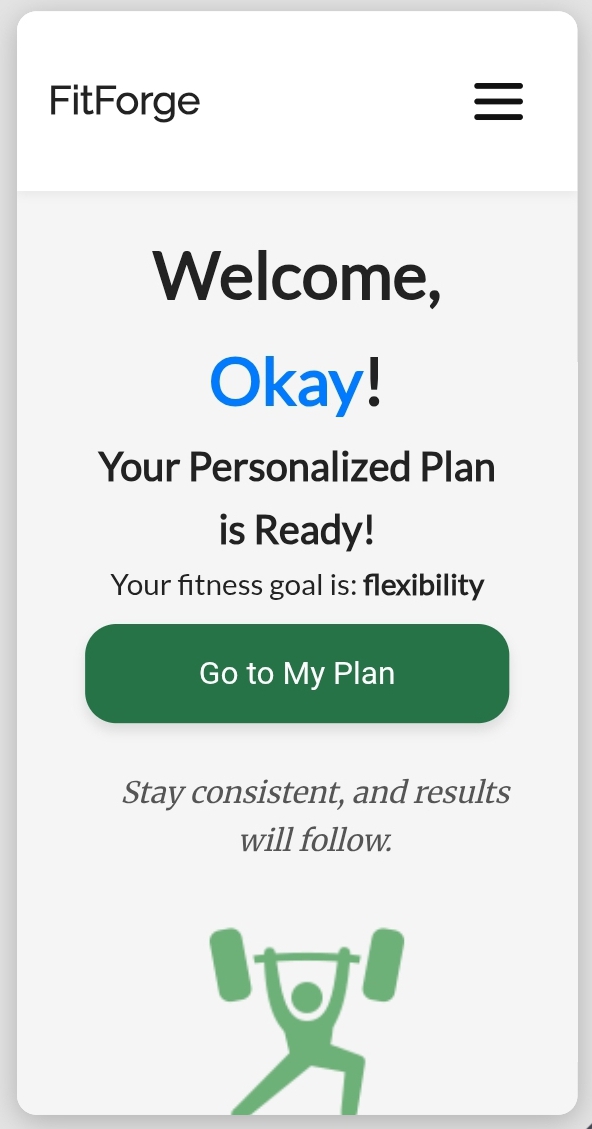 FitForge
Welcome,
Okay!
Your Personalized Plan
is Ready!
Your fitness goal is: flexibility
Go to My Plan
Stay consistent, and results
will follow.